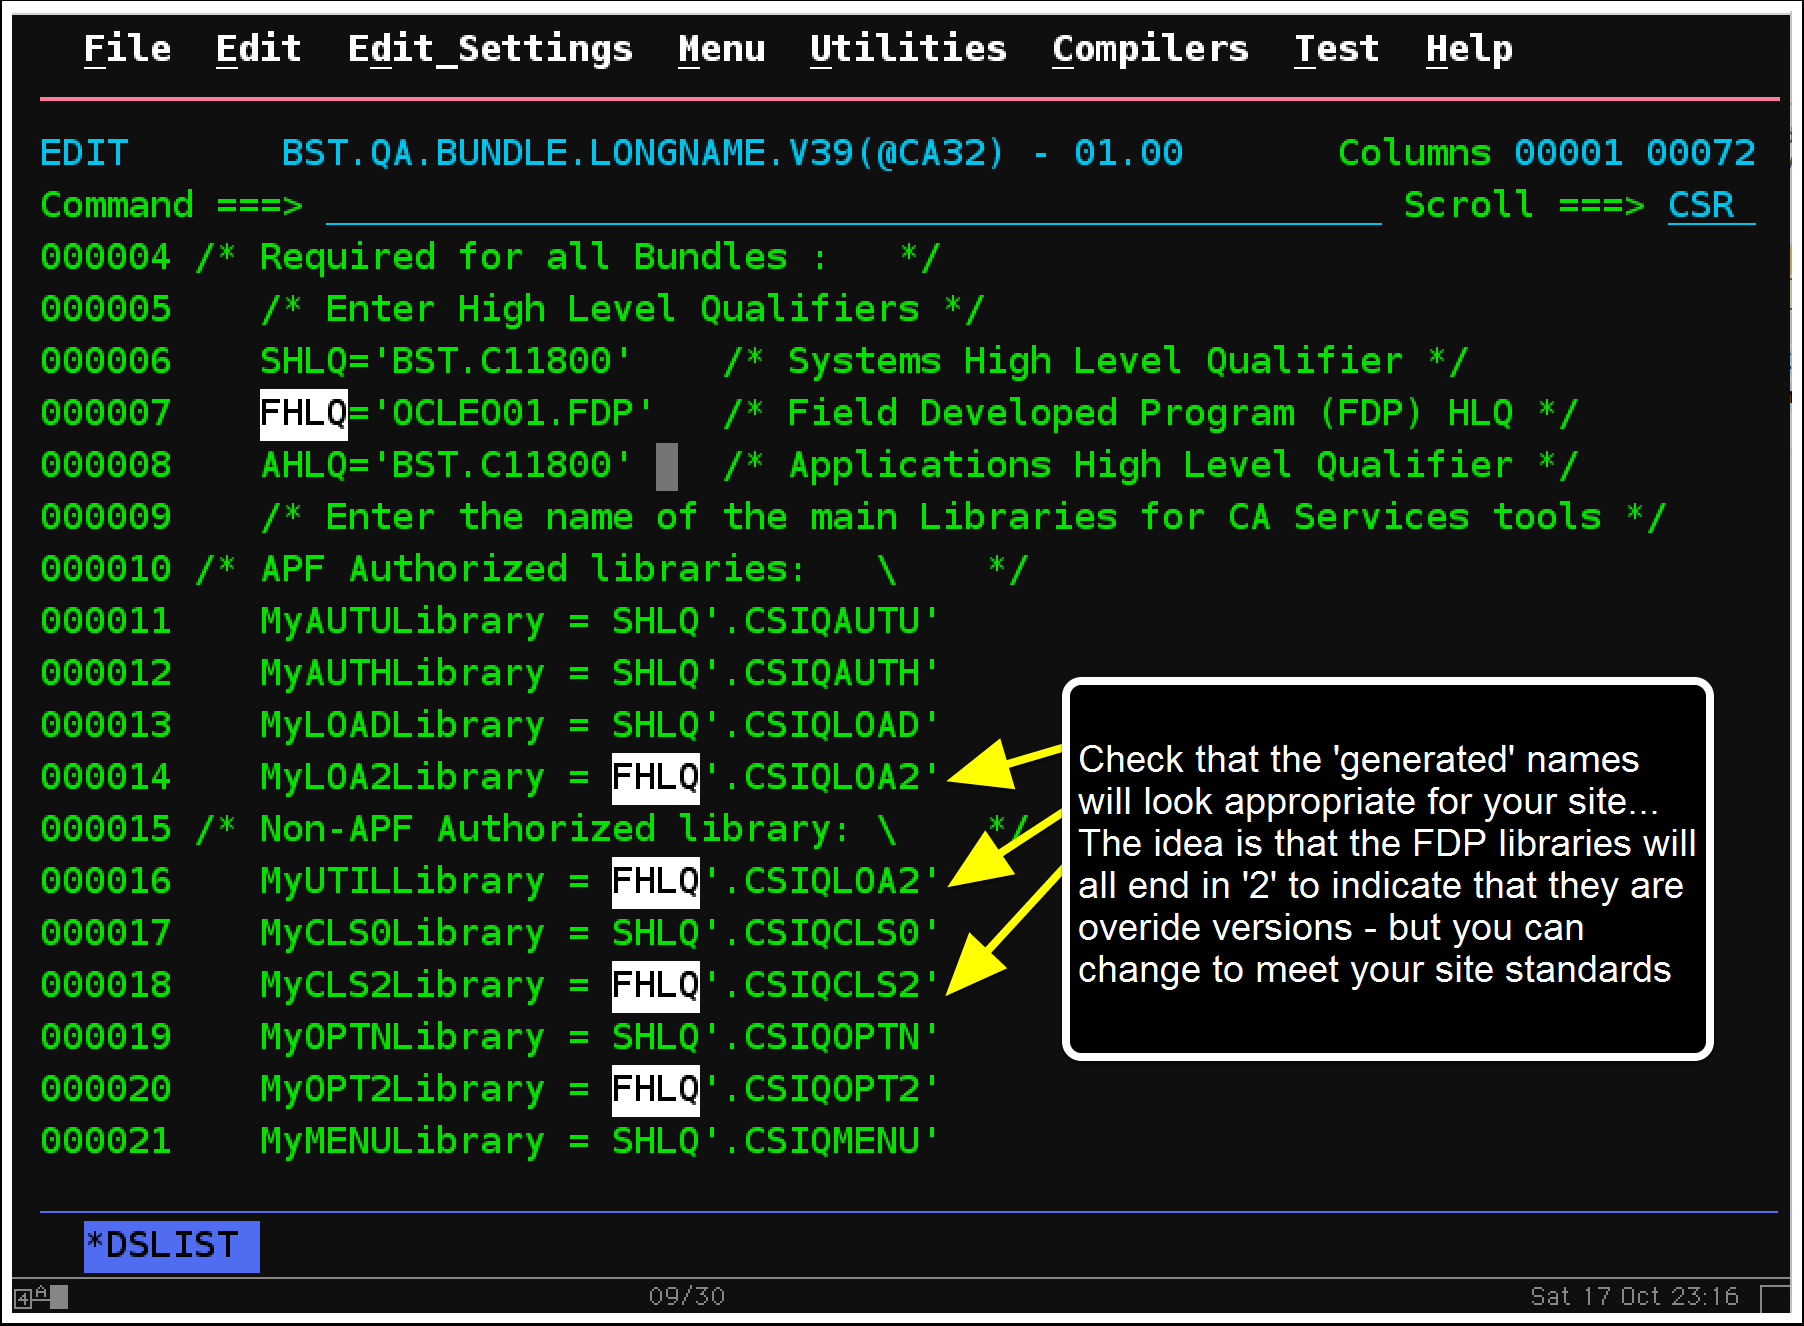 File  Edit  Edit_Settings  Menu  Utilities  Compilers  Test  Help
EDIT       BST.QA.BUNDLE.LONGNAME.V39(@CA32) - 01.00       Columns 00001 00072
Command ===>                                                  Scroll ===> CSR
000004 /* Required for all Bundles :   */
000005    /* Enter High Level Qualifiers */
000006    SHLQ='BST.C11800'    /* Systems High Level Qualifier */
000007    FHLQ='OCLEO01.FDP'   /* Field Developed Program (FDP) HLQ */
000008    AHLQ='BST.C11800'    /* Applications High Level Qualifier */
000009    /* Enter the name of the main Libraries for CA Services tools */
000010 /* APF Authorized libraries:   \    */
000011    MyAUTULibrary = SHLQ'.CSIQAUTU'
000012    MyAUTHLibrary = SHLQ'.CSIQAUTH'
000013    MyLOADLibrary = SHLQ'.CSIQLOAD'
000014    MyLOA2Library = FHLQ'.CSIQLOA2'
000015 /* Non-APF Authorized library: \    */
000016    MyUTILLibrary = FHLQ'.CSIQLOA2'
000017    MyCLS0Library = SHLQ'.CSIQCLS0'
000018    MyCLS2Library = FHLQ'.CSIQCLS2'
000019    MyOPTNLibrary = SHLQ'.CSIQOPTN'
000020    MyOPT2Library = FHLQ'.CSIQOPT2'
000021    MyMENULibrary = SHLQ'.CSIQMENU'
Check that the 'generated' names
will look appropriate for your site...
The idea is that the FDP libraries will
all end in '2' to indicate that they are
overide versions - but you can
change to meet your site standards
*DSLIST
4 A 09/30 Sat 17 Oct 23:16